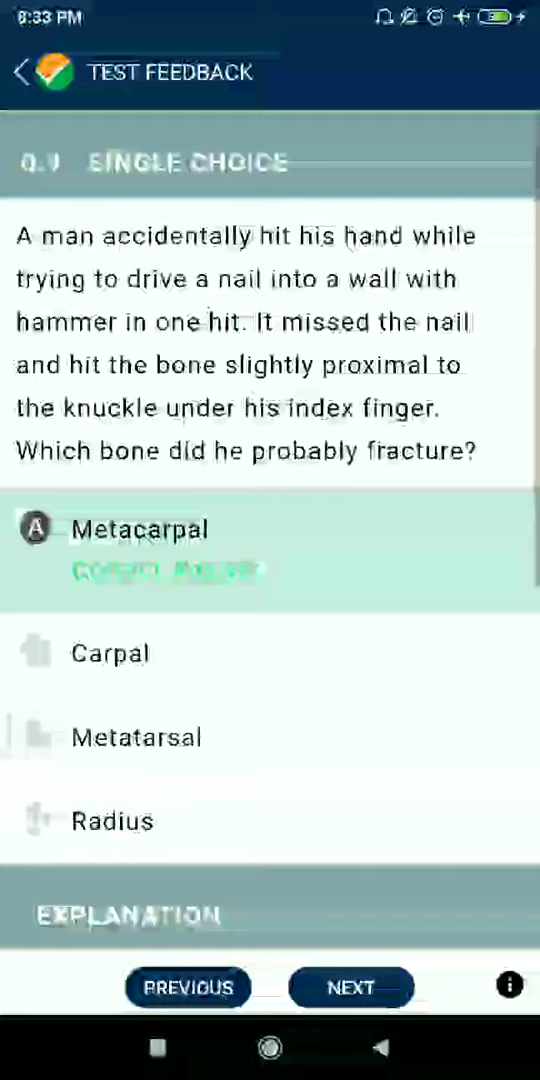 8:33 PM
TEST FEEDBACK
SINGLE CHOICE
A man accidentally hit his hand while
trying to drive a nail into a wall with
hammer in one hit. It missed the nail
and hit the bone slightly proximal to
the knuckle under his index finger.
Which bone did he probably fracture?
A Metacarpal
Correct Answer
Carpal
Metatarsal
Radius
EXPLANATION
PREVIOUS
NEXT